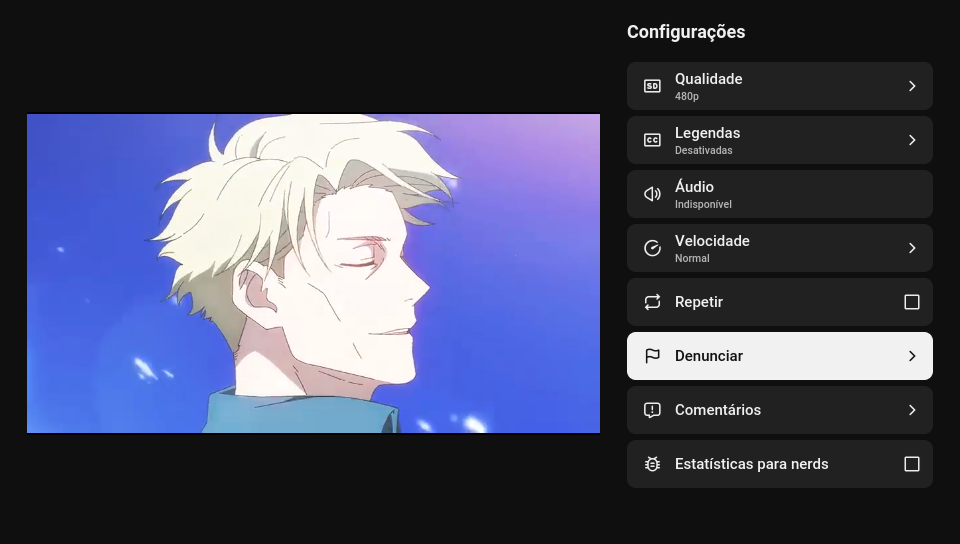 Configurações
Qualidade
480p
Legendas
Desativadas
Áudio
Indisponível
Velocidade
Normal
Repetir
Denunciar
Comentários
Estatísticas para nerds